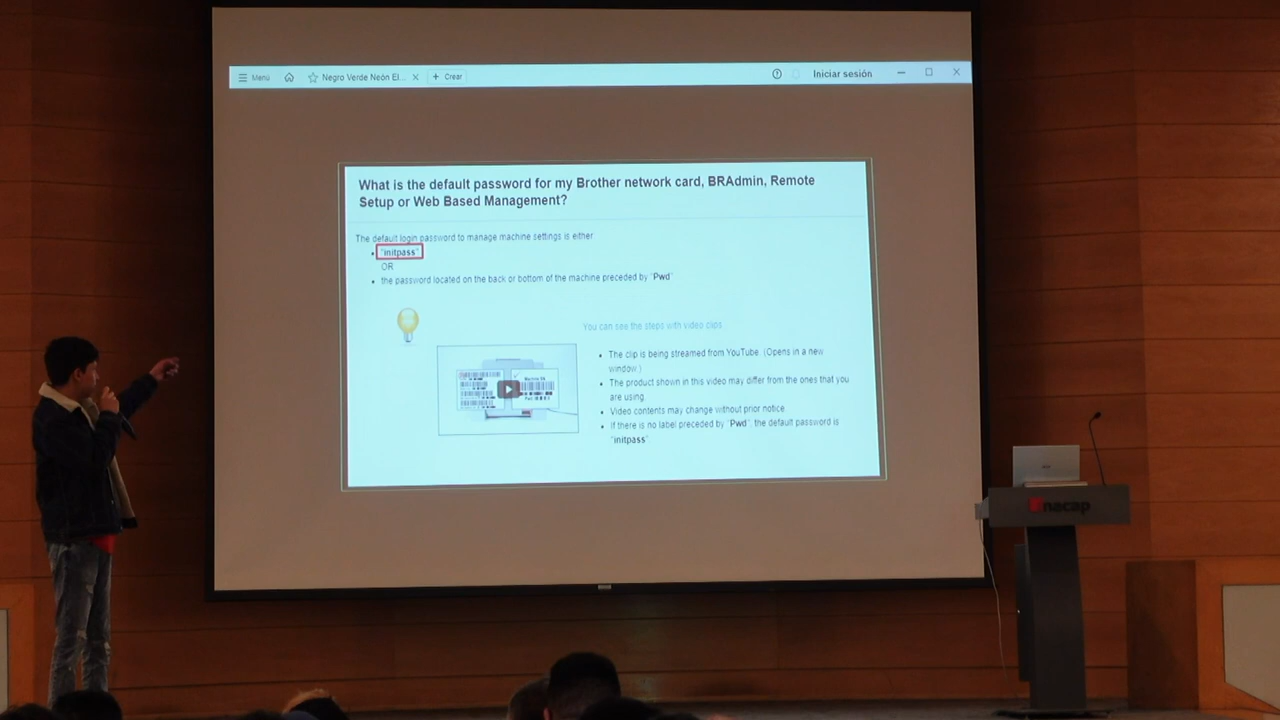 Menú
Negro Verde Neón El...
Crear
Iniciar sesión
What is the default password for my Brother network card, BRAdmin, Remote
Setup or Web Based Management?
The default login password to manage machine settings is either
"initpass"
OR
the password located on the back or bottom of the machine preceded by "Pwd"
You can see the steps with video clips
The clip is being streamed from YouTube. (Opens in a new
window.)
The product shown in this video may differ from the ones that you
are using.
Video contents may change without prior notice.
If there is no label preceded by "Pwd", the default password is
"initpass".
inacap